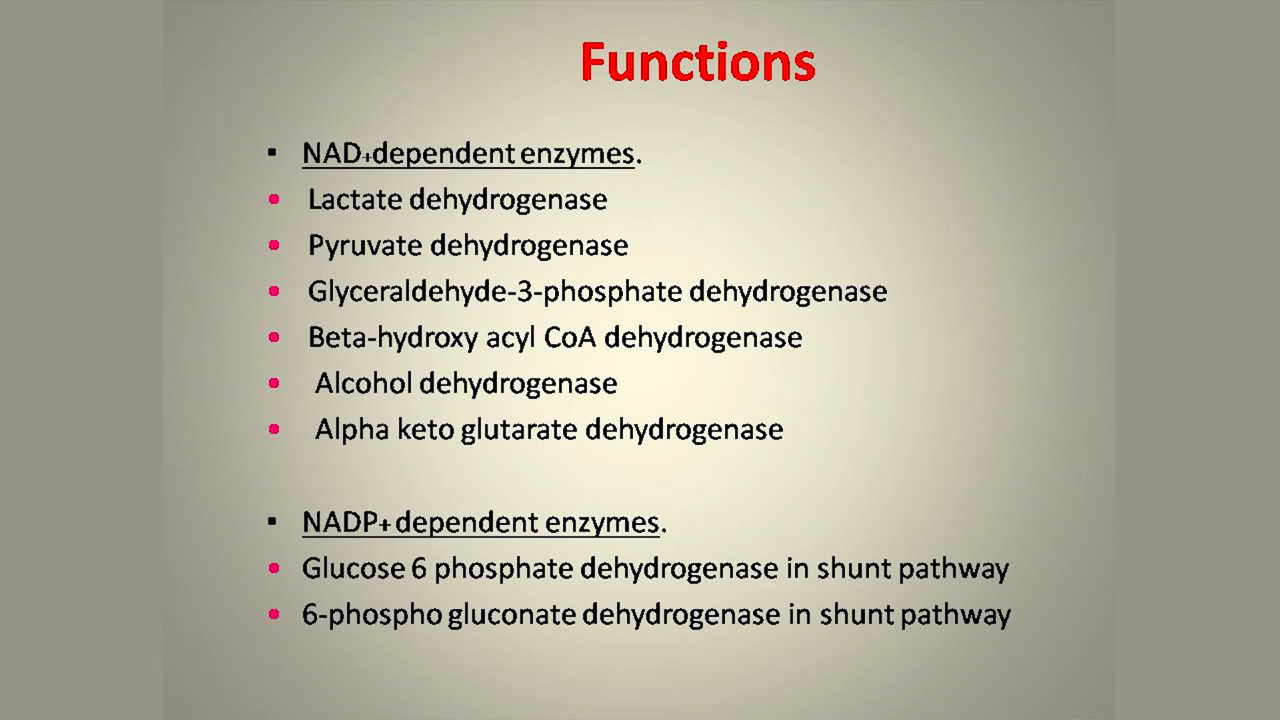 Functions
▪ NAD+dependent enzymes.
• Lactate dehydrogenase
• Pyruvate dehydrogenase
• Glyceraldehyde-3-phosphate dehydrogenase
• Beta-hydroxy acyl CoA dehydrogenase
• Alcohol dehydrogenase
• Alpha keto glutarate dehydrogenase
▪ NADP+ dependent enzymes.
• Glucose 6 phosphate dehydrogenase in shunt pathway
• 6-phospho gluconate dehydrogenase in shunt pathway